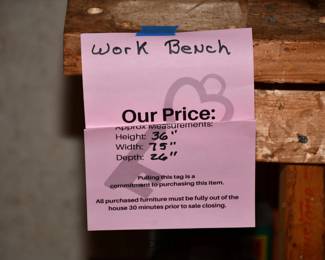 Work Bench
Our Price:
Approx Measurements:
Height: 36"
Width: 75"
Depth: 26"
Pulling this tag is a
commitment to purchasing this item.
All purchased furniture must be fully out of the
house 30 minutes prior to sale closing.